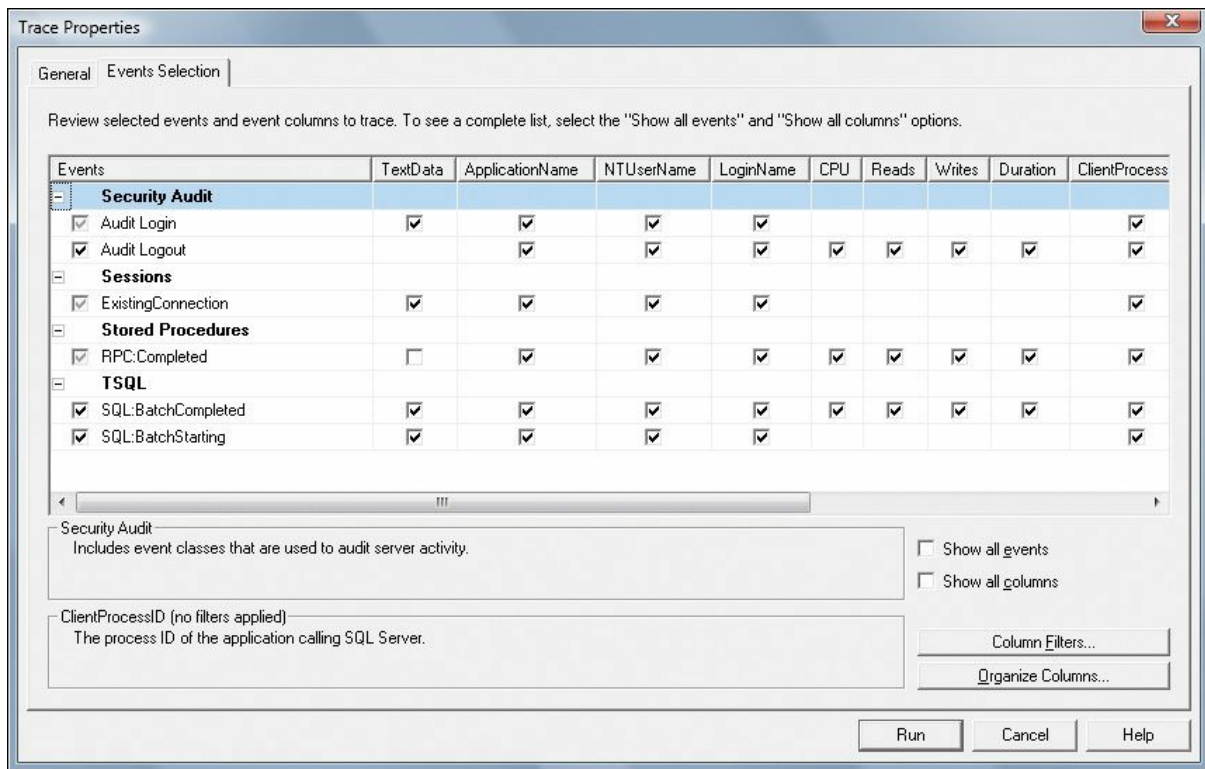 Trace Properties
General Events Selection
Review selected events and event columns to trace. To see a complete list, select the "Show all events" and "Show all columns" options.
Events TextData ApplicationName NTUserName LoginName CPU Reads Writes Duration ClientProcess
Security Audit
Audit Login
Audit Logout
Sessions
ExistingConnection
Stored Procedures
RPC:Completed
TSQL
SQL:BatchCompleted
SQL:BatchStarting
Security Audit
Includes event classes that are used to audit server activity.
Show all events
Show all columns
ClientProcessID (no filters applied)
The process ID of the application calling SQL Server.
Column Filters...
Organize Columns...
Run Cancel Help